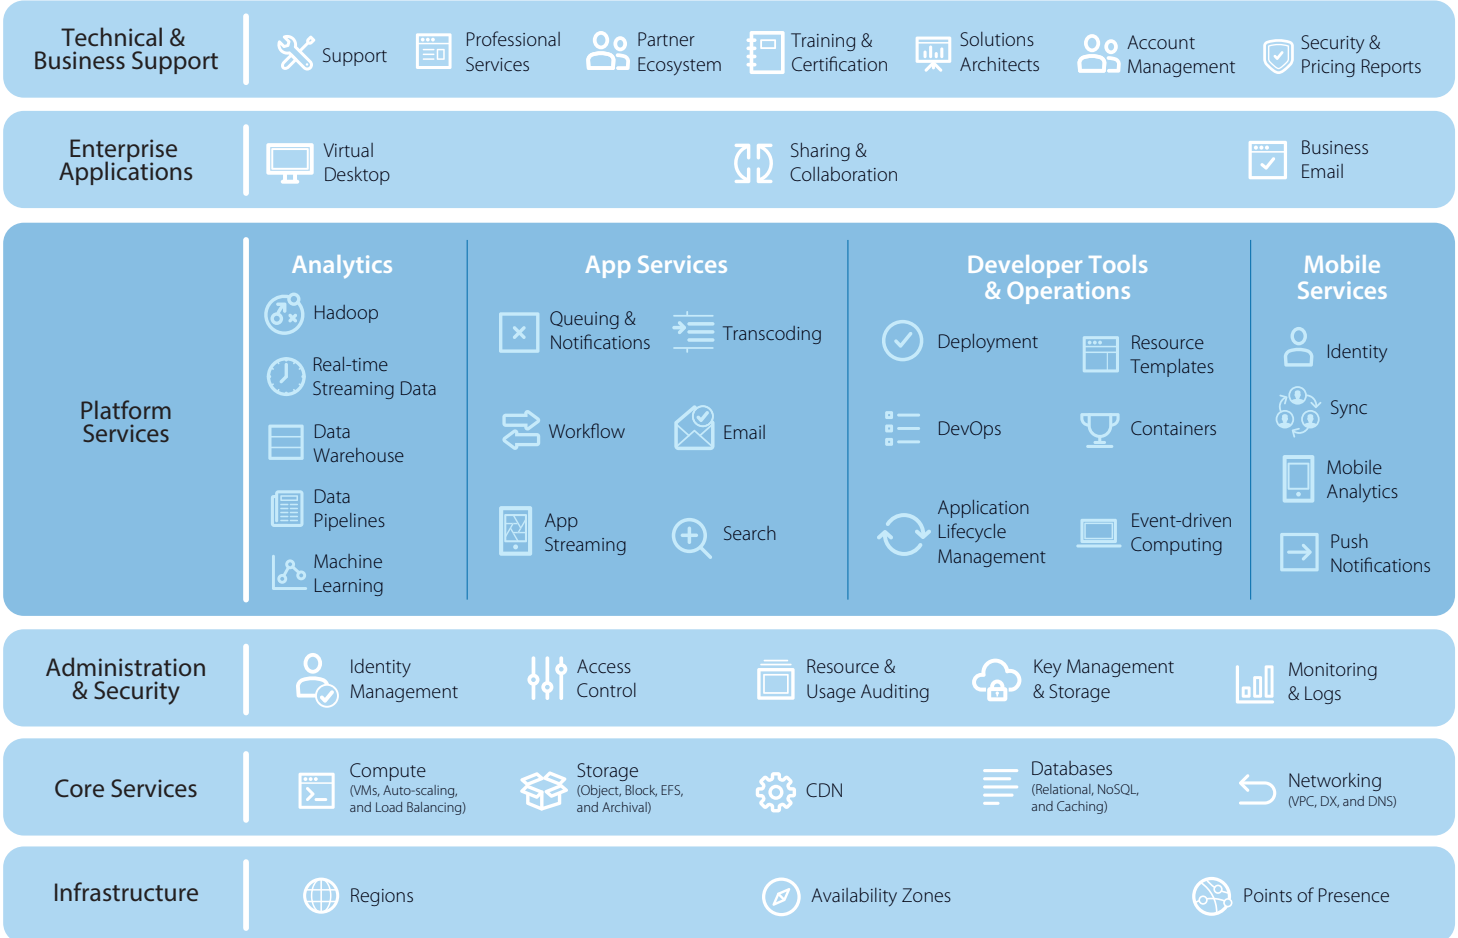 Technical &
Business Support
Support
Professional
Services
Partner
Ecosystem
Training &
Certification
Solutions
Architects
Account
Management
Security &
Pricing Reports
Enterprise
Applications
Virtual
Desktop
Sharing &
Collaboration
Business
Email
Platform
Services
Analytics
Hadoop
Real-time
Streaming Data
Data
Warehouse
Data
Pipelines
Machine
Learning
App Services
Queuing &
Notifications
Transcoding
Workflow
Email
App
Streaming
Search
Developer Tools
& Operations
Deployment
Resource
Templates
DevOps
Containers
Application
Lifecycle
Management
Event-driven
Computing
Mobile
Services
Identity
Sync
Mobile
Analytics
Push
Notifications
Administration
& Security
Identity
Management
Access
Control
Resource &
Usage Auditing
Key Management
& Storage
Monitoring
& Logs
Core Services
Compute
(VMs, Auto-scaling,
and Load Balancing)
Storage
(Object, Block, EFS,
and Archival)
CDN
Databases
(Relational, NoSQL,
and Caching)
Networking
(VPC, DX, and DNS)
Infrastructure
Regions
Availability Zones
Points of Presence